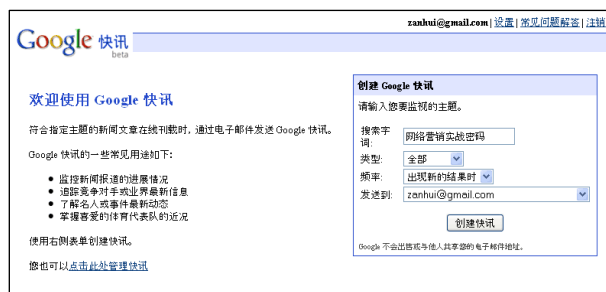 zanhui@gmail.com | 设置 | 常见问题解答 | 注销
Google 快讯
beta
欢迎使用 Google 快讯
符合指定主题的新闻文章在线刊载时，通过电子邮件发送 Google 快讯。
Google 快讯的一些常见用途如下：
监控新闻报道的进展情况
追踪竞争对手或业界最新信息
了解名人或事件最新动态
掌握喜爱的体育代表队的近况
使用右侧表单创建快讯。
您也可以点击此处管理快讯
创建 Google 快讯
请输入您要监视的主题。
搜索字词: 网络营销实战密码
类型: 全部
频率: 出现新的结果时
发送到: zanhui@gmail.com
创建快讯
Google 不会出售或与他人共享您的电子邮件地址。